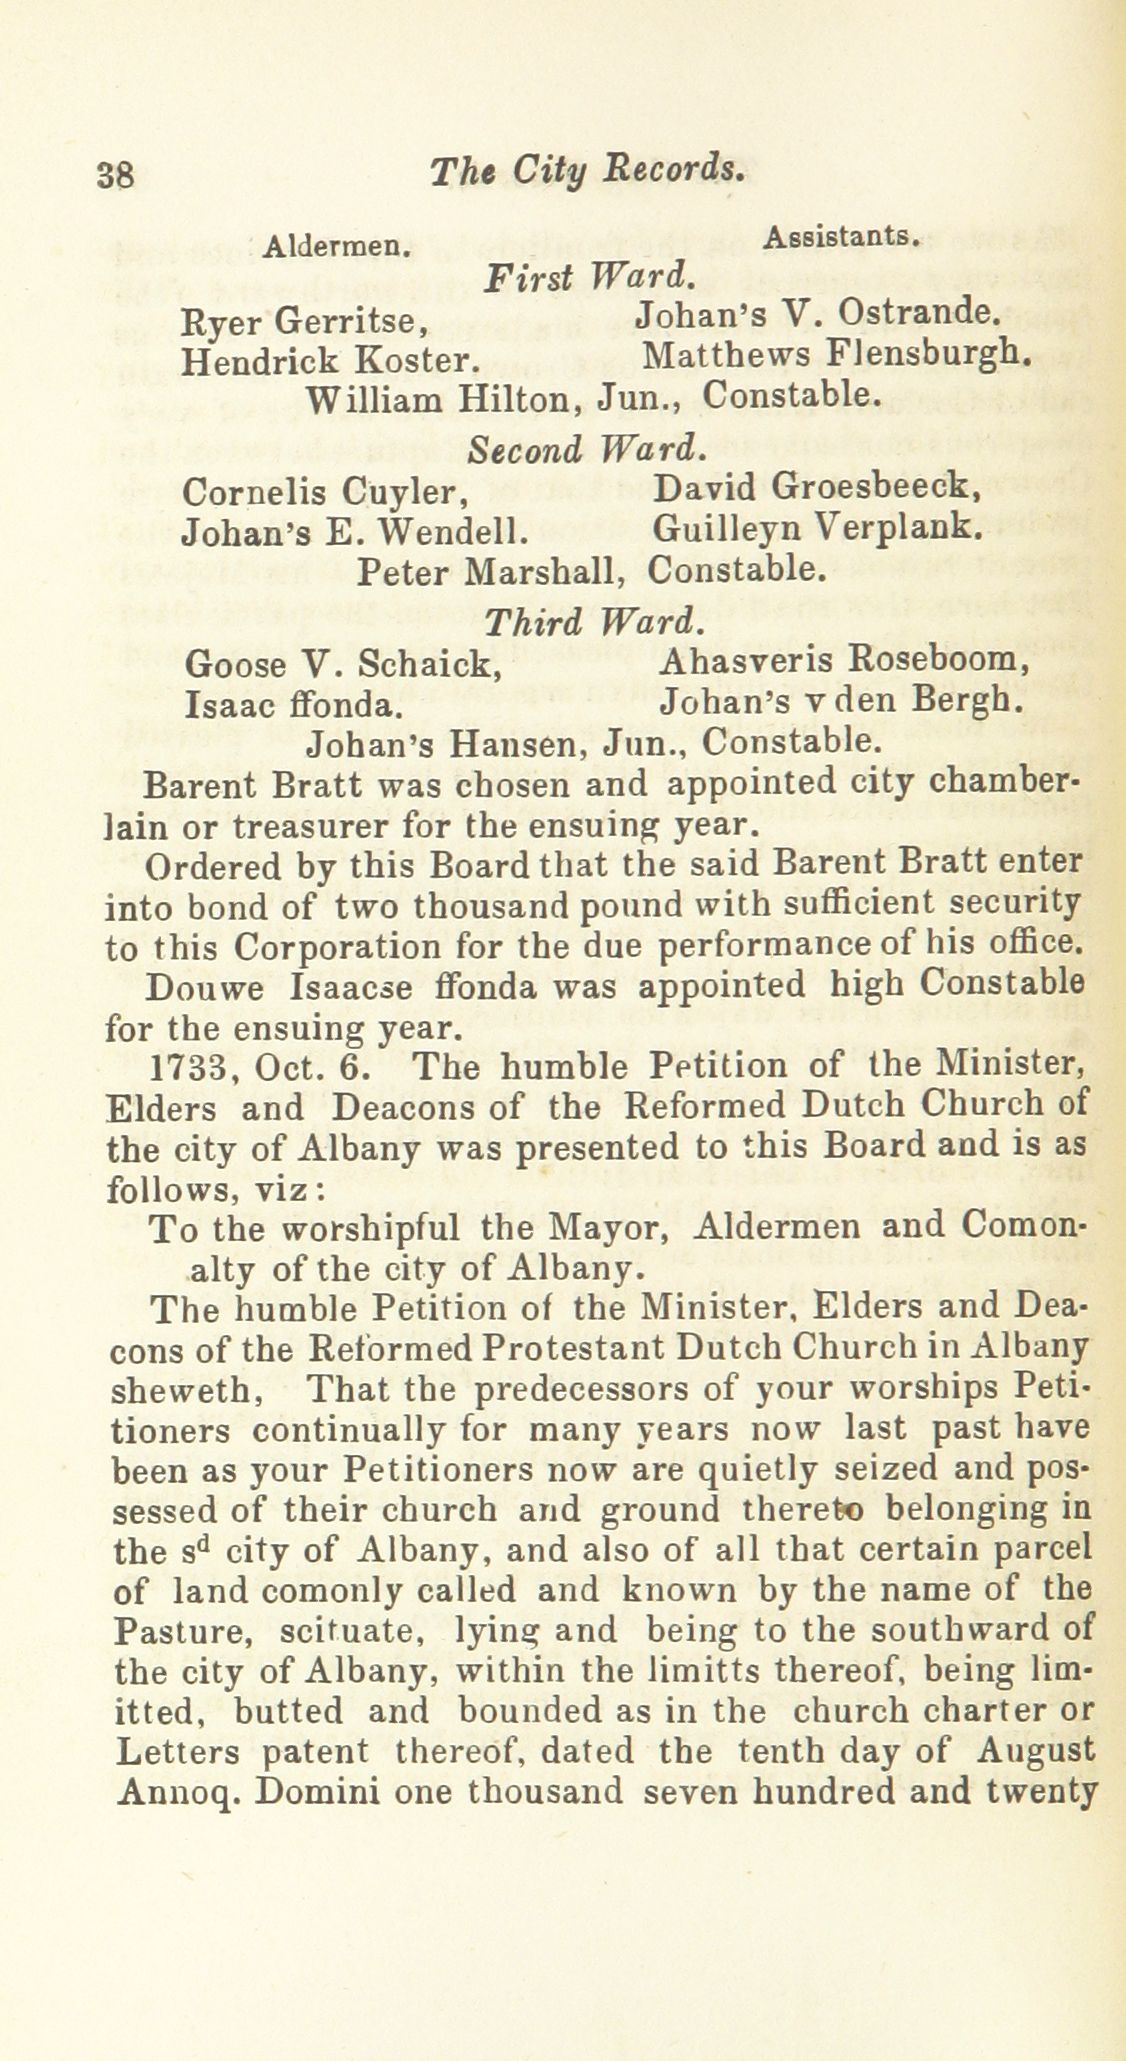 38 The City Records.
Aldermen. Assistants.
First Ward.
Ryer Gerritse, Johan's V. Ostrande.
Hendrick Koster. Matthews Flensburgh.
William Hilton, Jun., Constable.
Second Ward.
Cornelis Cuyler, David Groesbeeck,
Johan's E. Wendell. Guilleyn Verplank.
Peter Marshall, Constable.
Third Ward.
Goose V. Schaick, Ahasveris Roseboom,
Isaac ffonda. Johan's v den Bergh.
Johan's Hansen, Jun., Constable.
Barent Bratt was chosen and appointed city chamber-
lain or treasurer for the ensuing year.
Ordered by this Board that the said Barent Bratt enter
into bond of two thousand pound with sufficient security
to this Corporation for the due performance of his office.
Douwe Isaacse ffonda was appointed high Constable
for the ensuing year.
1733, Oct. 6. The humble Petition of the Minister,
Elders and Deacons of the Reformed Dutch Church of
the city of Albany was presented to this Board and is as
follows, viz:
To the worshipful the Mayor, Aldermen and Comon-
alty of the city of Albany.
The humble Petition of the Minister, Elders and Dea-
cons of the Reformed Protestant Dutch Church in Albany
sheweth, That the predecessors of your worships Peti-
tioners continually for many years now last past have
been as your Petitioners now are quietly seized and pos-
sessed of their church and ground thereto belonging in
the sᵈ city of Albany, and also of all that certain parcel
of land comonly called and known by the name of the
Pasture, scituate, lying and being to the southward of
the city of Albany, within the limitts thereof, being lim-
itted, butted and bounded as in the church charter or
Letters patent thereof, dated the tenth day of August
Annoq. Domini one thousand seven hundred and twenty